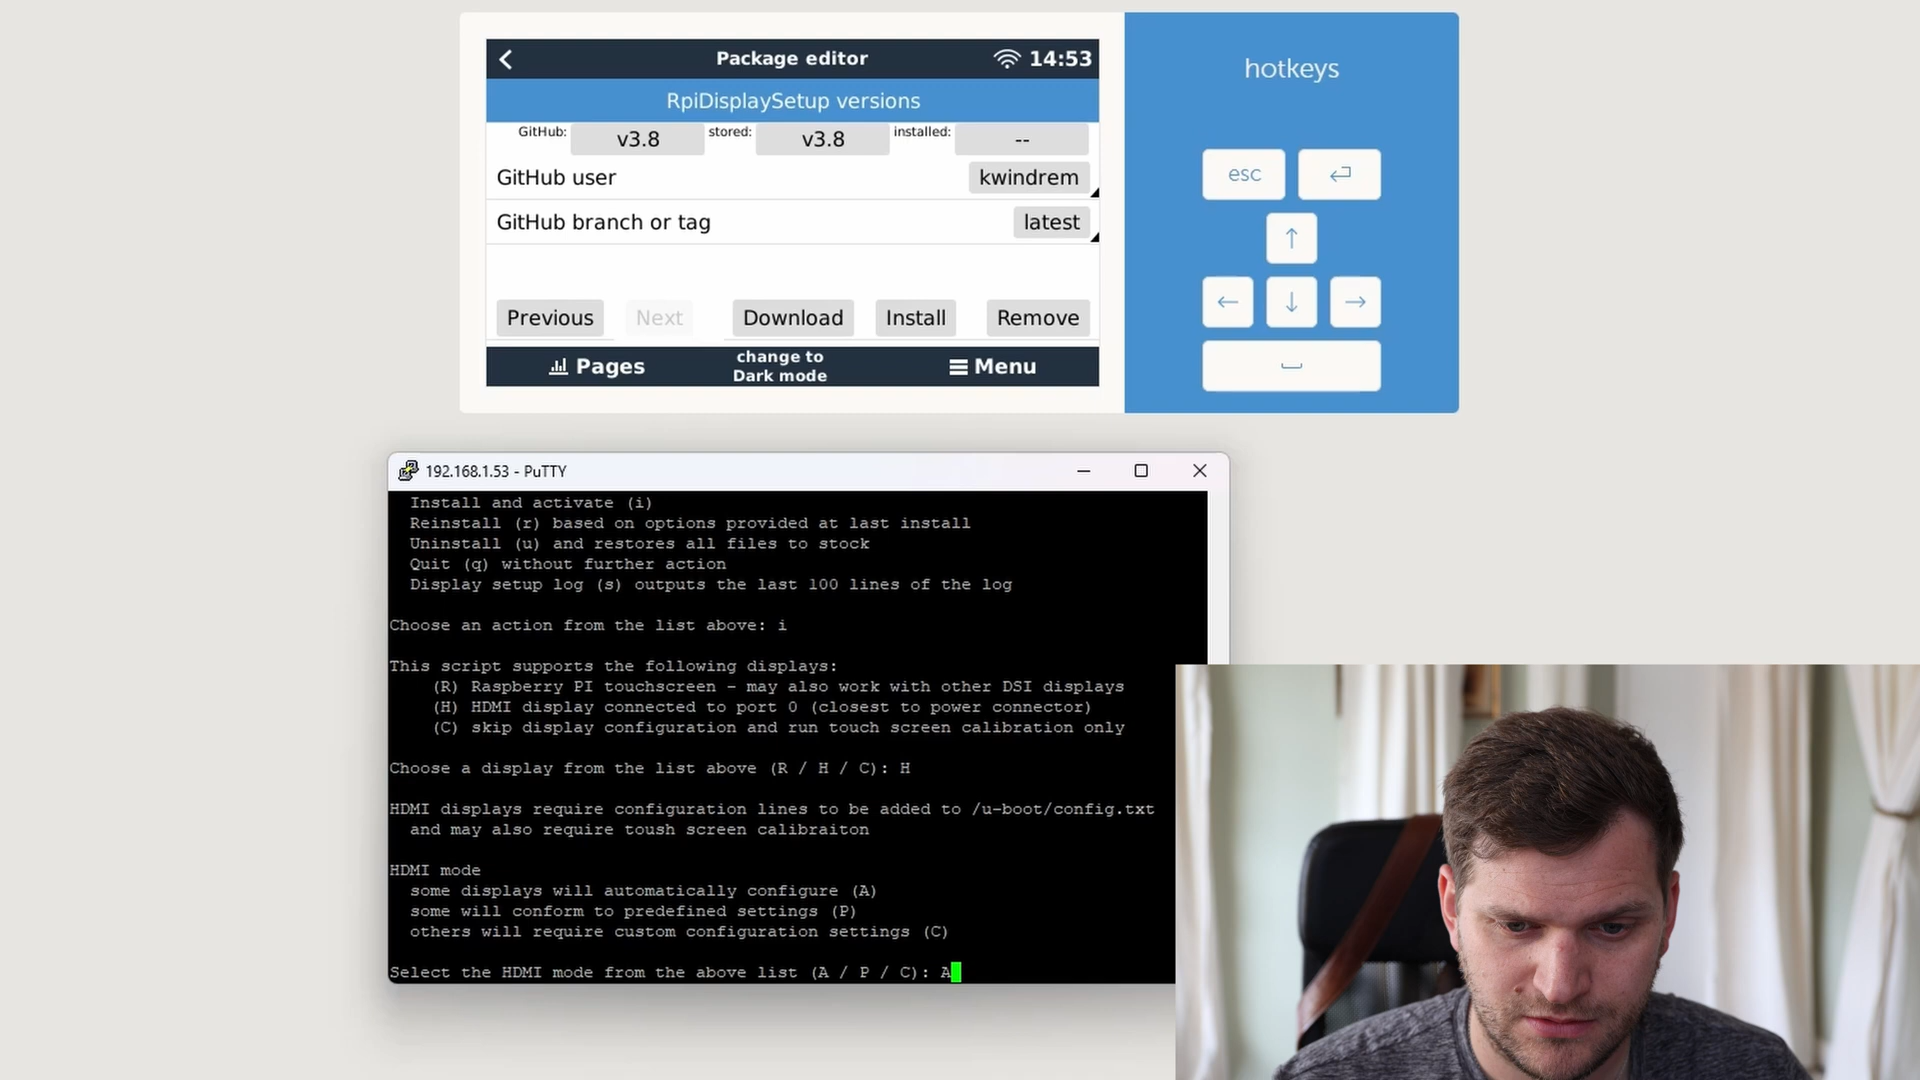 Package editor
14:53
RpiDisplaySetup versions
GitHub: v3.8 stored: v3.8 installed: --
GitHub user kwindrem
GitHub branch or tag latest
Previous Next Download Install Remove
Pages change to Dark mode Menu
hotkeys
esc
192.168.1.53 - PuTTY
Install and activate (i)
Reinstall (r) based on options provided at last install
Uninstall (u) and restores all files to stock
Quit (q) without further action
Display setup log (s) outputs the last 100 lines of the log
Choose an action from the list above: i
This script supports the following displays:
(R) Raspberry PI touchscreen - may also work with other DSI displays
(H) HDMI display connected to port 0 (closest to power connector)
(C) skip display configuration and run touch screen calibration only
Choose a display from the list above (R / H / C): H
HDMI displays require configuration lines to be added to /u-boot/config.txt
and may also require toush screen calibraiton
HDMI mode
some displays will automatically configure (A)
some will conform to predefined settings (P)
others will require custom configuration settings (C)
Select the HDMI mode from the above list (A / P / C): A